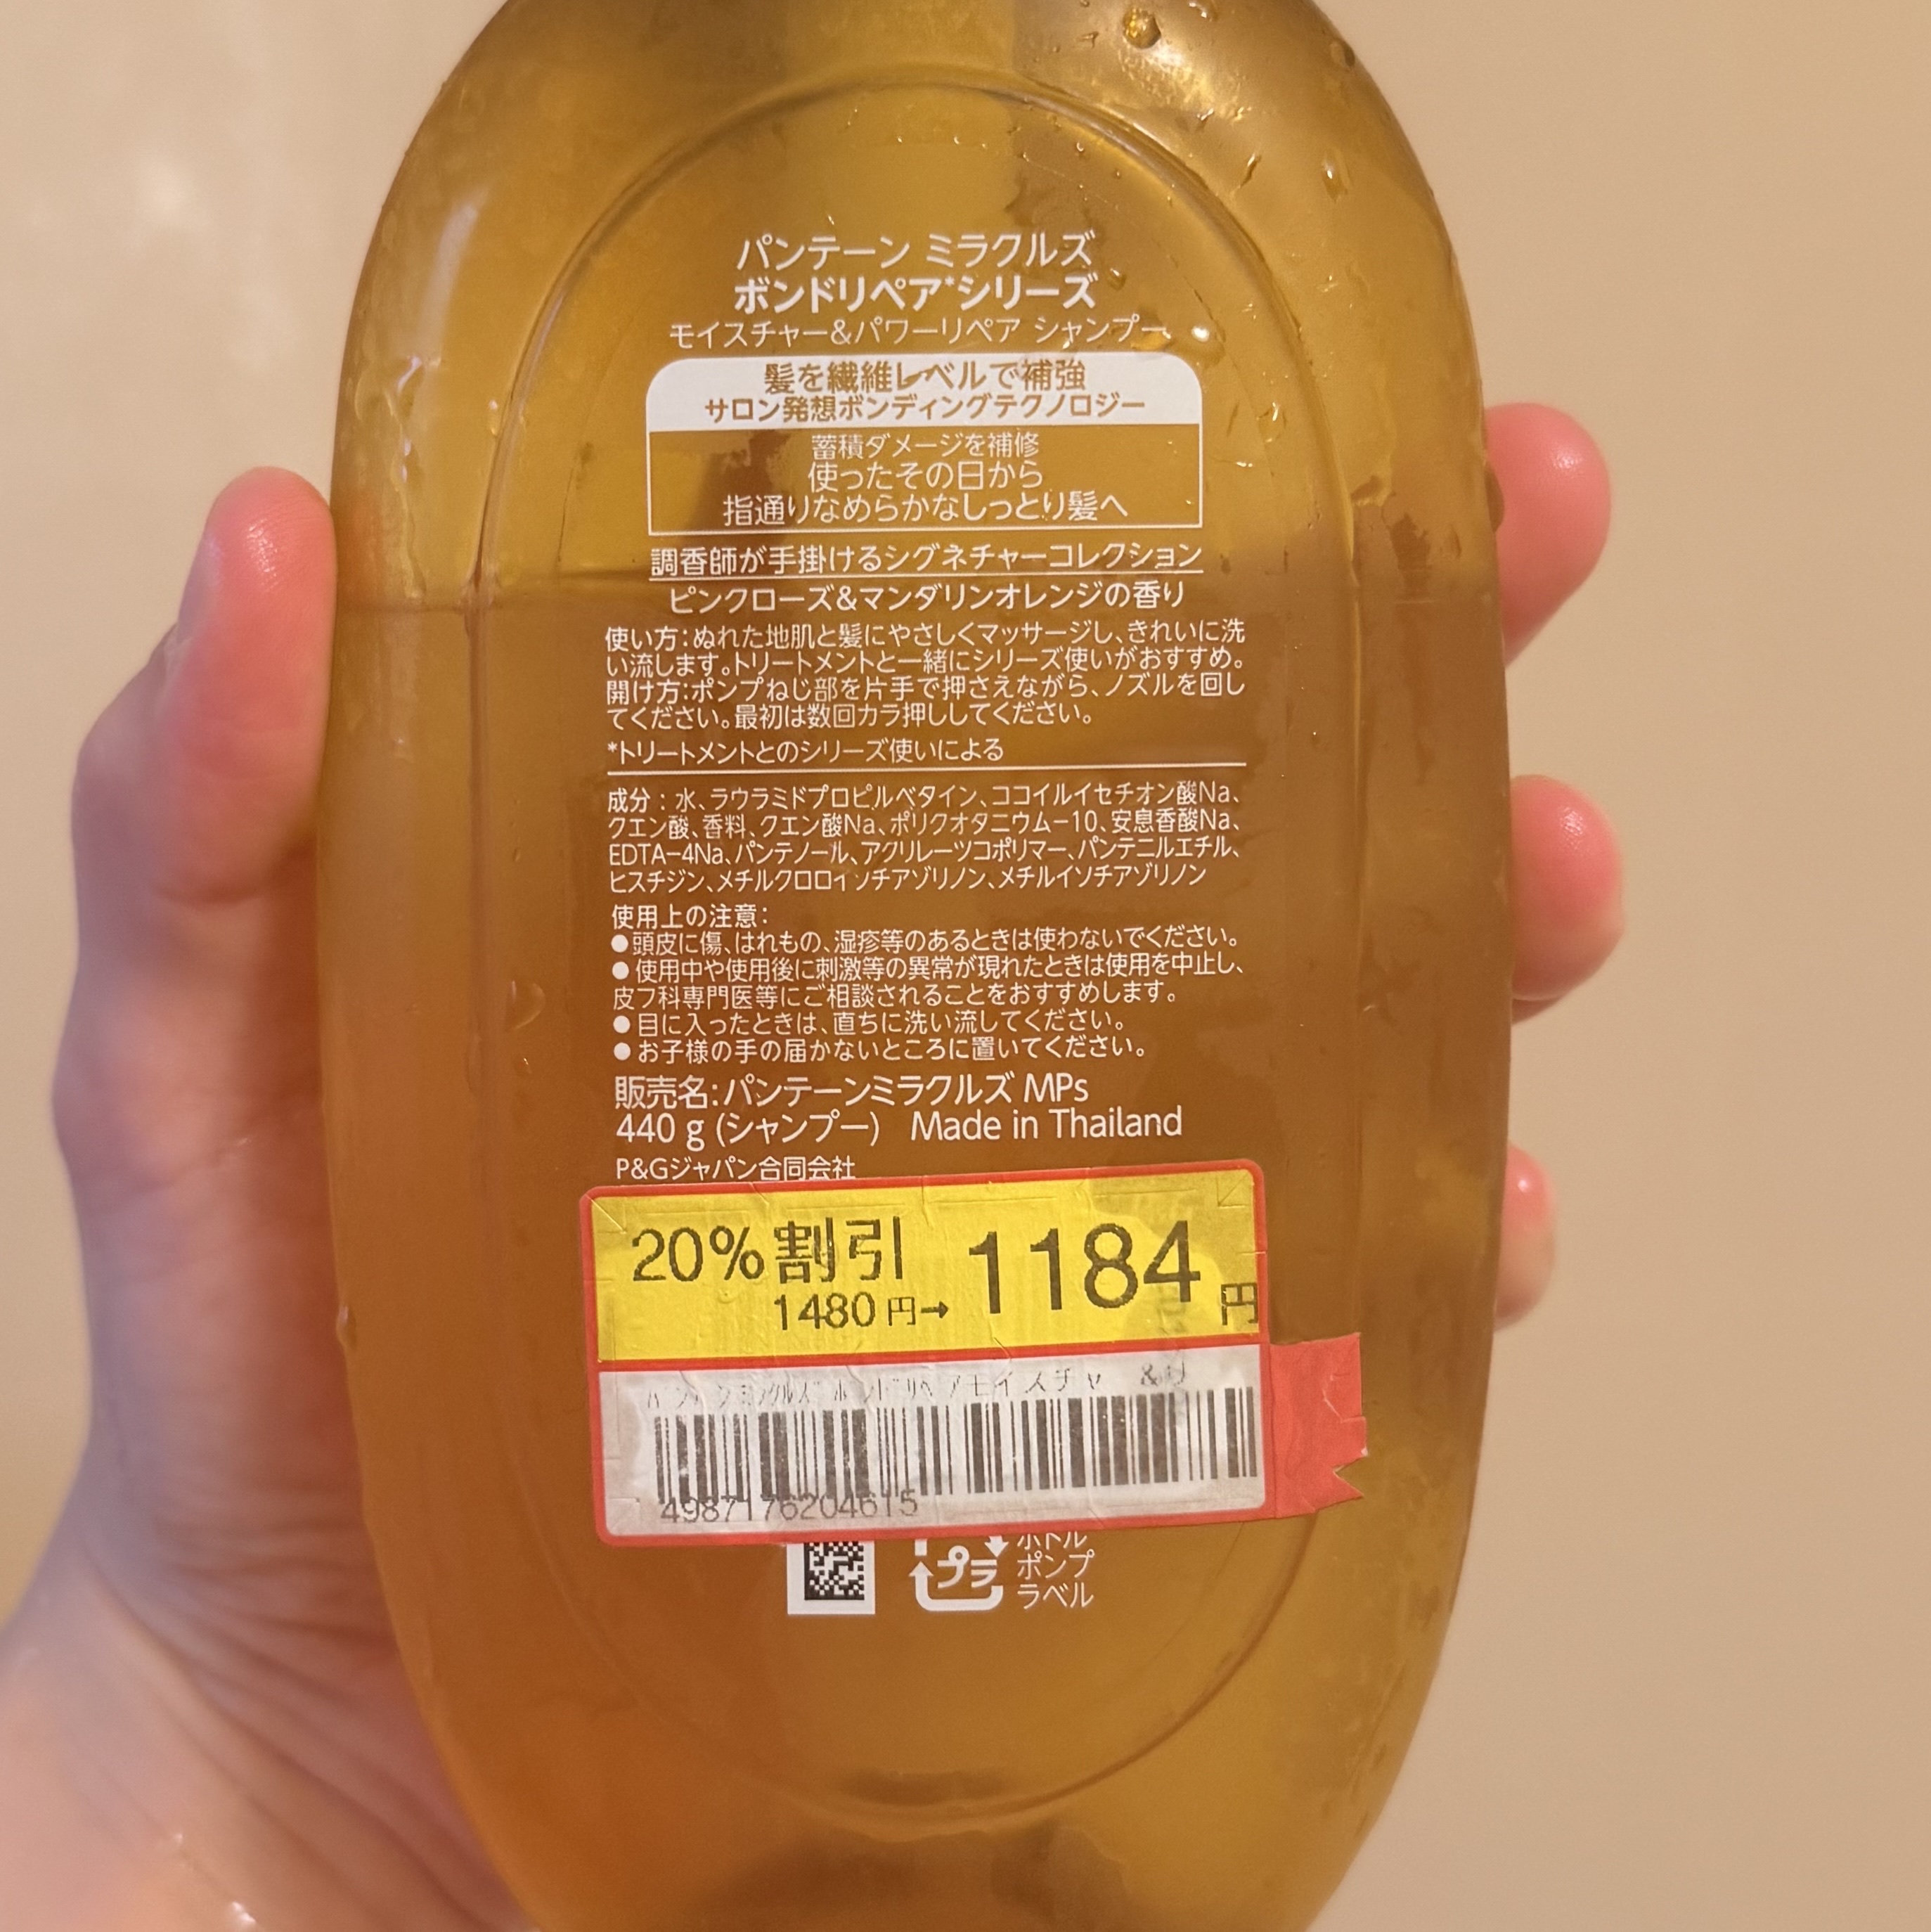 パンテーン ミラクルズ
ボンドリペア*シリーズ
モイスチャー&パワーリペア シャンプー
髪を繊維レベルで補強
サロン発想ボンディングテクノロジー
蓄積ダメージを補修
使ったその日から
指通りなめらかなしっとり髪へ
調香師が手掛けるシグネチャーコレクション
ピンクローズ&マンダリンオレンジの香り
使い方:ぬれた地肌と髪にやさしくマッサージし、きれいに洗
い流します。トリートメントと一緒にシリーズ使いがおすすめ。
開け方:ポンプねじ部を片手で押さえながら、ノズルを回し
てください。最初は数回カラ押ししてください。
*トリートメントとのシリーズ使いによる
成分：水、ラウラミドプロピルベタイン、ココイルイセチオン酸Na、
クエン酸、香料、クエン酸Na、ポリクオタニウム-10、安息香酸Na、
EDTA-4Na、パンテノール、アクリレーツコポリマー、パンテニルエチル、
ヒスチジン、メチルクロロイソチアゾリノン、メチルイソチアゾリノン
使用上の注意:
●頭皮に傷、はれもの、湿疹等のあるときは使わないでください。
●使用中や使用後に刺激等の異常が現れたときは使用を中止し、
皮フ科専門医等にご相談されることをおすすめします。
●目に入ったときは、直ちに洗い流してください。
●お子様の手の届かないところに置いてください。
販売名:パンテーンミラクルズ MPs
440 g (シャンプー) Made in Thailand
P&Gジャパン合同会社
20%割引 1184円
1480円→
パンテーンミラクルズボンドリペアモイスチャー&リ
4987176204615
プラ
ボトル
ポンプ
ラベル